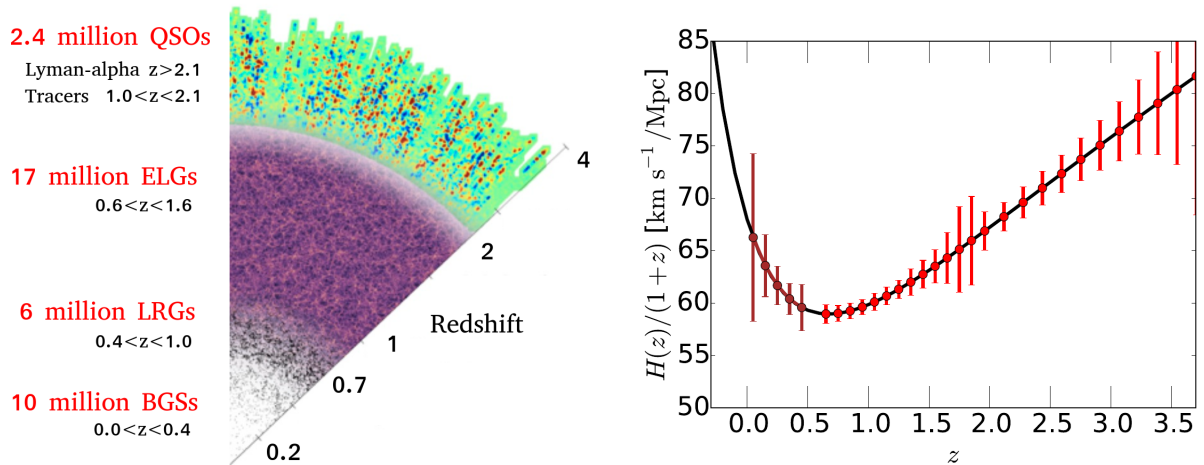 2.4 million QSOs
Lyman-alpha z>2.1
Tracers 1.0<z<2.1
17 million ELGs
0.6<z<1.6
6 million LRGs
0.4<z<1.0
10 million BGSs
0.0<z<0.4
4
2
Redshift
1
0.7
0.2
85
80
75
70
65
60
55
50
H(z)/(1+z) [km s⁻¹/Mpc]
0.0 0.5 1.0 1.5 2.0 2.5 3.0 3.5
z